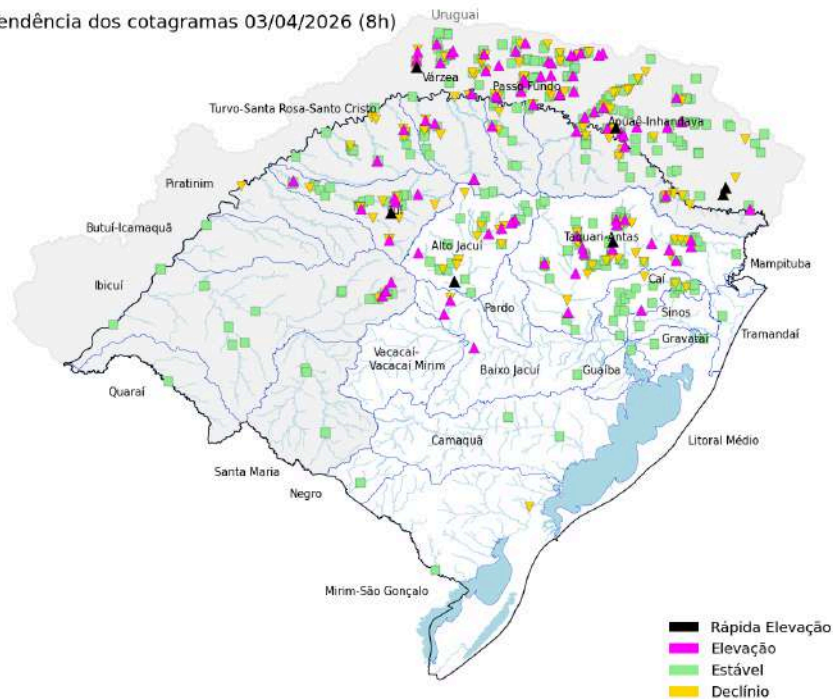 endência dos cotagramas 03/04/2026 (8h)
Uruguai
Várzea
Passo Fundo
Turvo-Santa Rosa-Santo Cristo
Apuaê-Inhandava
Piratinim
Butuí-Icamaquã
Alto Jacuí
Taquari-Antas
Mampituba
Ibicuí
Caí
Pardo
Sinos
Tramandaí
Gravataí
Vacacaí-
Vacacai Mirim
Baixo Jacuí
Guaíba
Quaraí
Camaquã
Litoral Médio
Santa Maria
Negro
Mirim-São Gonçalo
Rápida Elevação
Elevação
Estável
Declínio